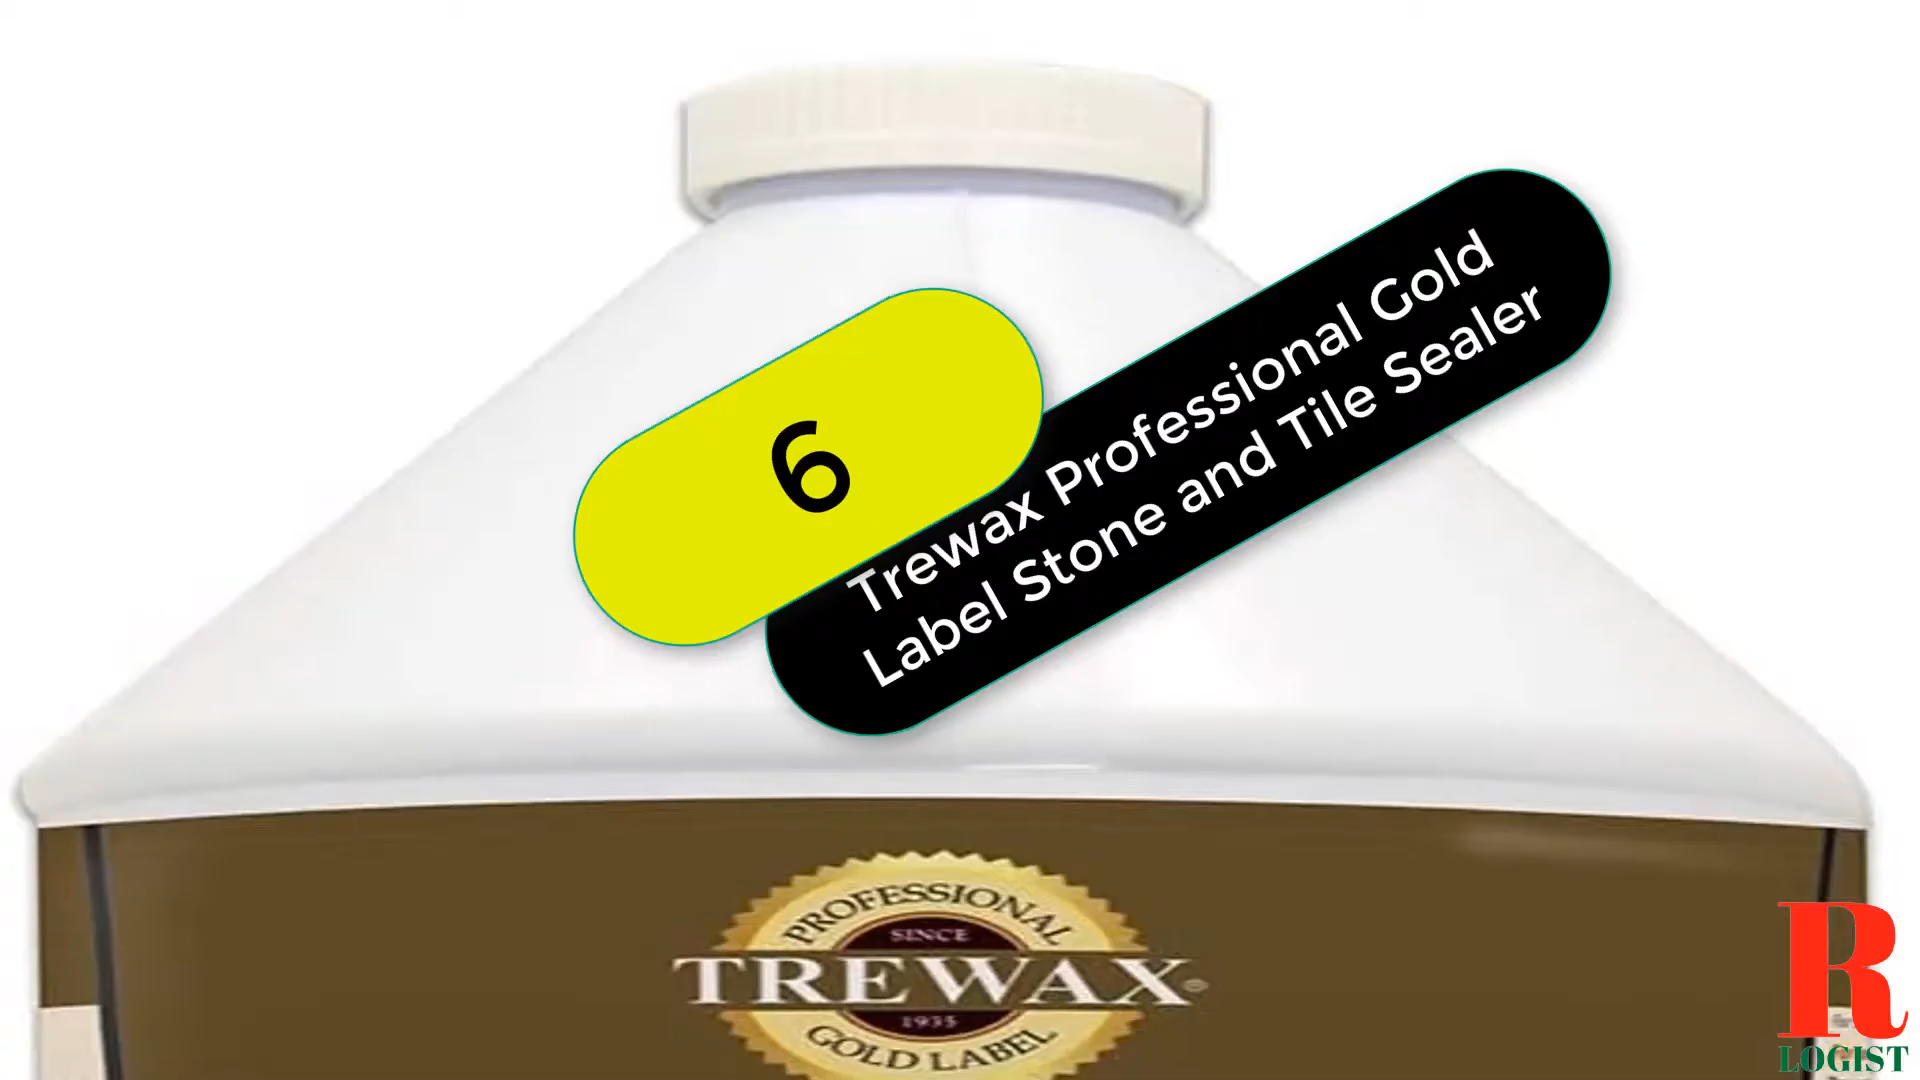 6
Trewax Professional Gold
Label Stone and Tile Sealer
PROFESSIONAL
SINCE
TREWAX®
1935
GOLD LABEL
R
LOGIST